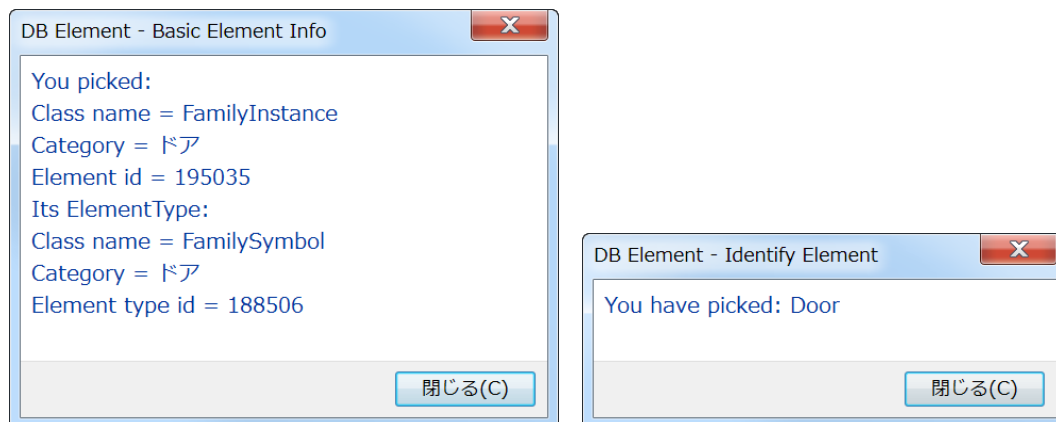 DB Element - Basic Element Info
You picked:
Class name = FamilyInstance
Category = ドア
Element id = 195035
Its ElementType:
Class name = FamilySymbol
Category = ドア
Element type id = 188506
閉じる(C)
DB Element - Identify Element
You have picked: Door
閉じる(C)